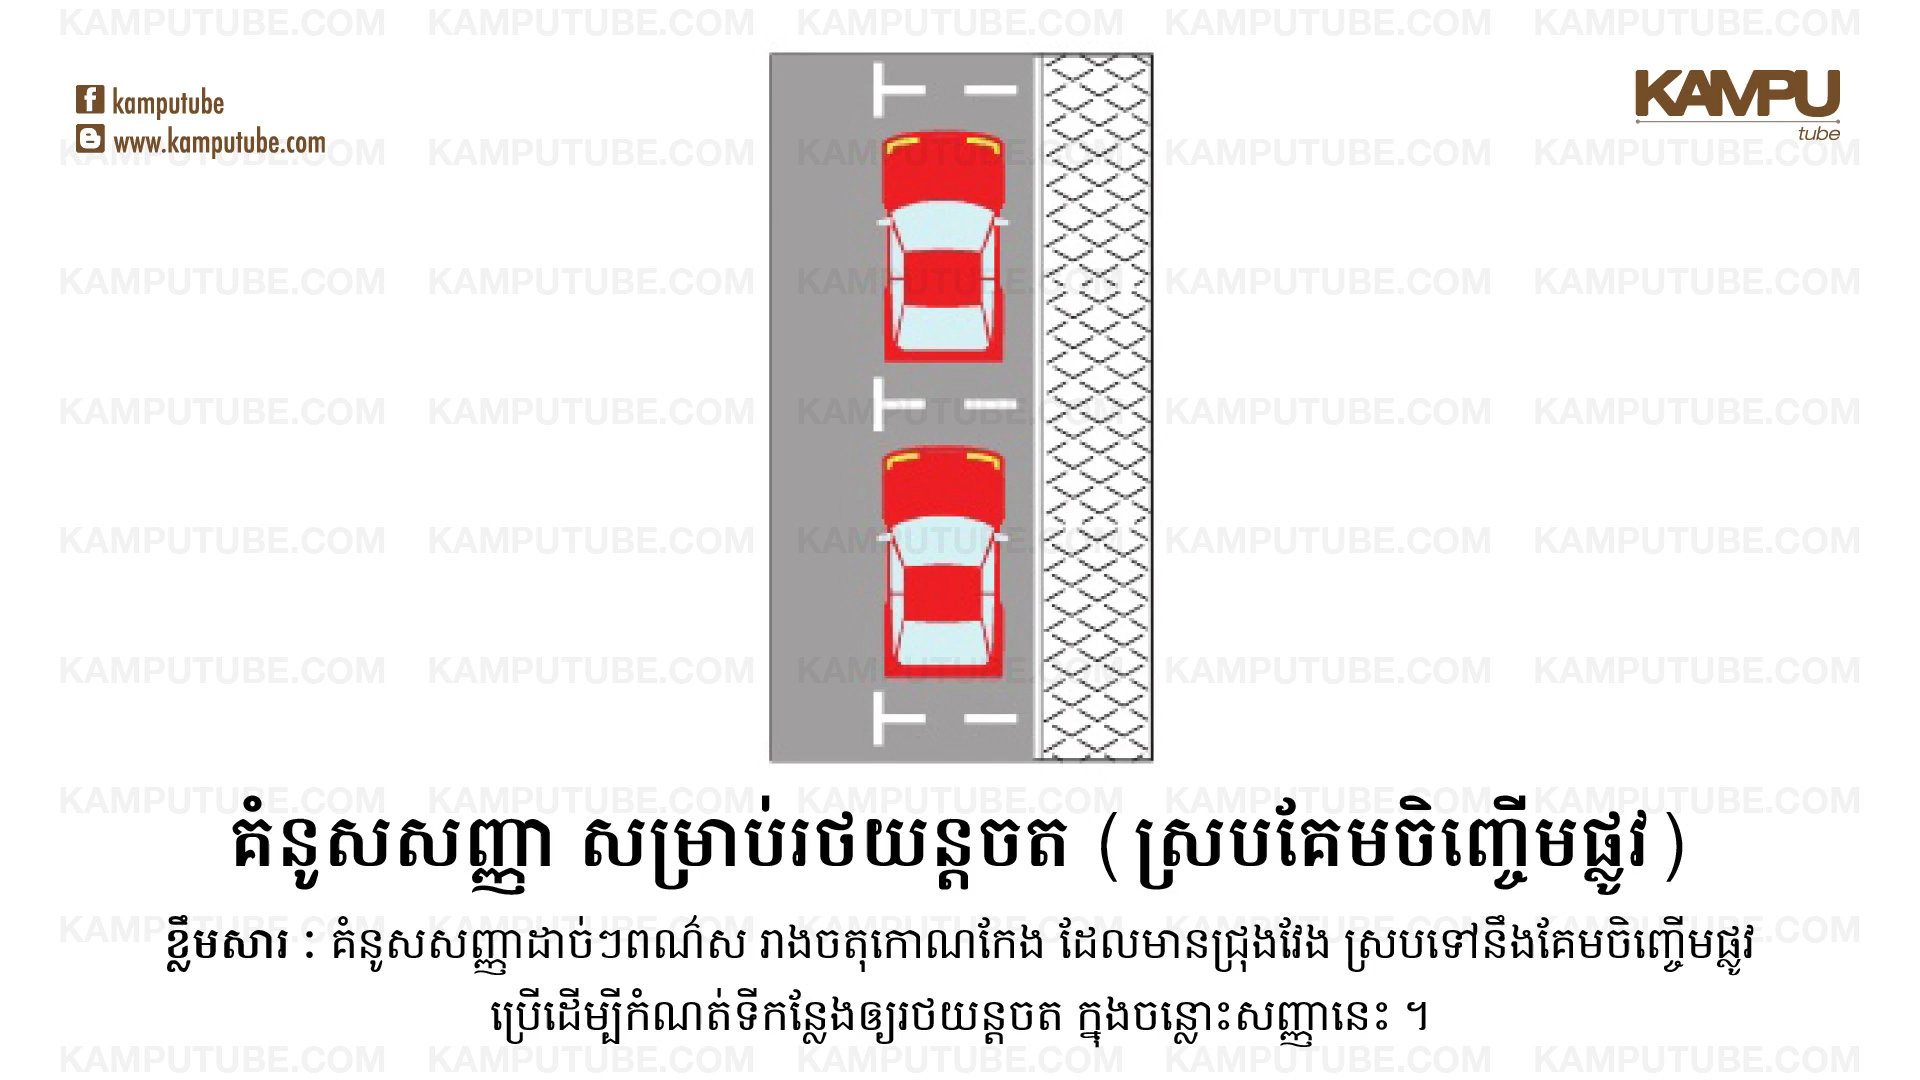 kamputube
www.kamputube.com
KAMPU
tube
គំនូសសញ្ញា សម្រាប់រថយន្តចត (ស្របគែមចិញ្ចើមផ្លូវ)
ខ្លឹមសារ : គំនូសសញ្ញាដាច់ៗពណ៌ស រាងចតុកោណកែង ដែលមានជ្រុងវែង ស្របទៅនឹងគែមចិញ្ចើមផ្លូវ
ប្រើដើម្បីកំណត់ទីកន្លែងឲ្យរថយន្តចត ក្នុងចន្លោះសញ្ញានេះ ។
KAMPUTUBE.COM